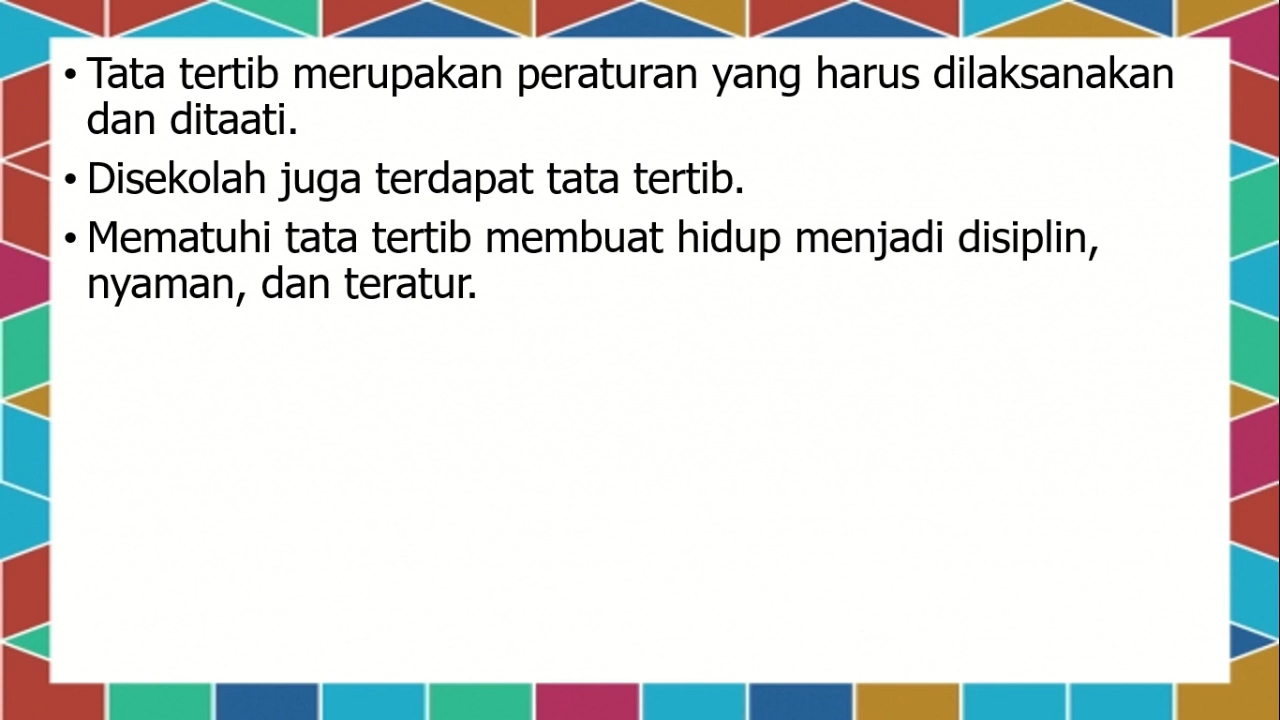 • Tata tertib merupakan peraturan yang harus dilaksanakan
dan ditaati.
• Disekolah juga terdapat tata tertib.
• Mematuhi tata tertib membuat hidup menjadi disiplin,
nyaman, dan teratur.